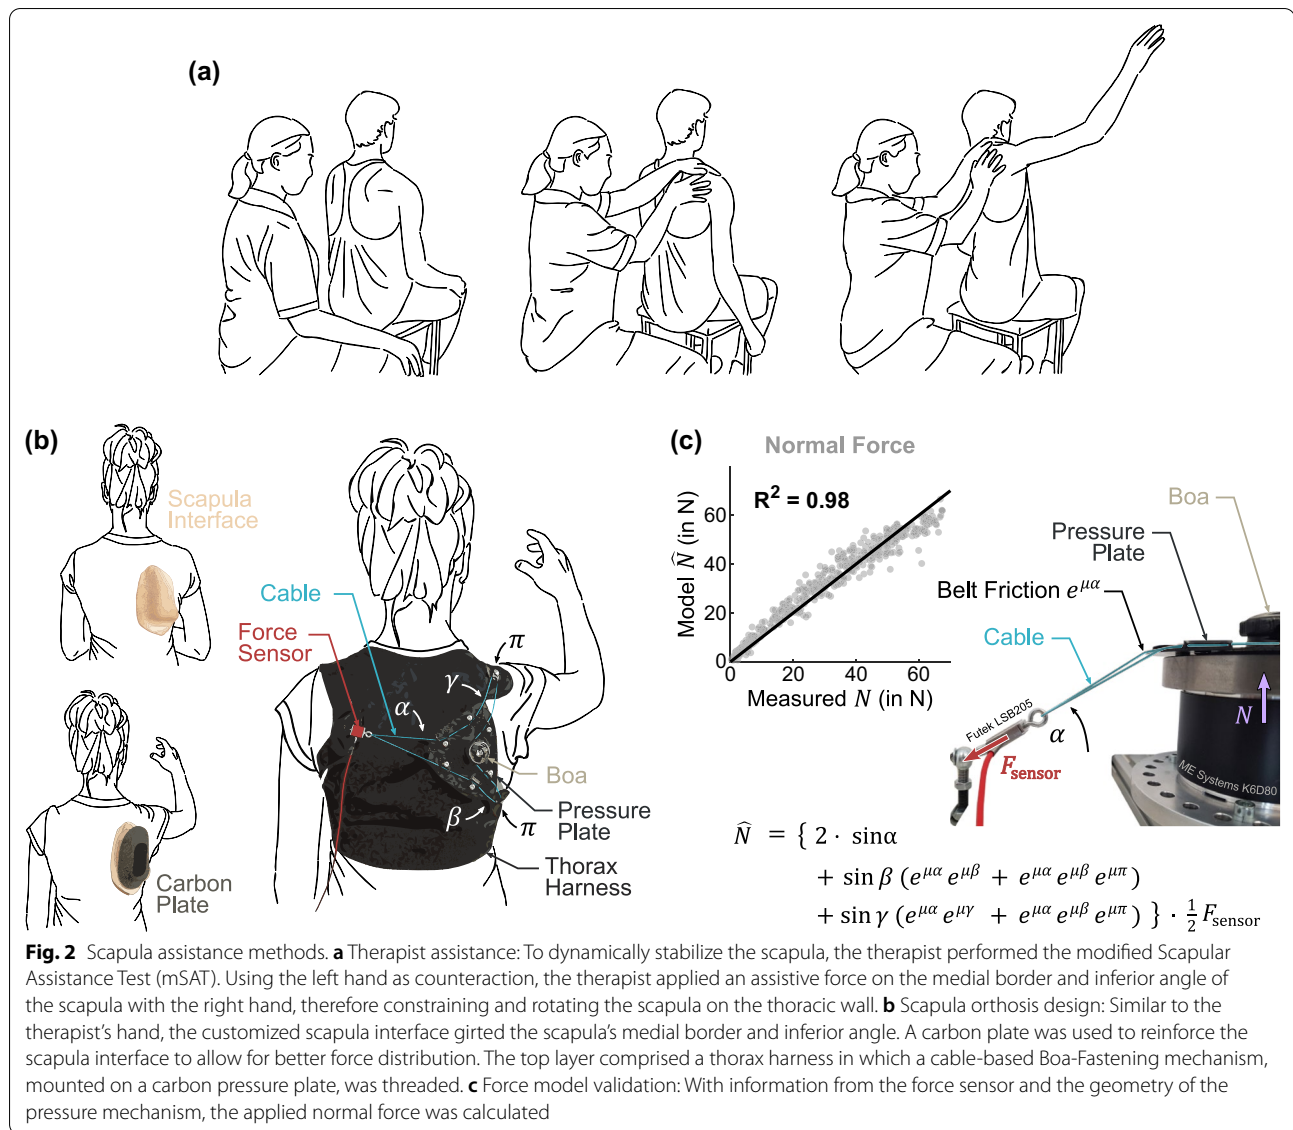 (a)
(b)
Scapula
Interface
Cable
Force
Sensor
π
γ
α
Boa
β
π
Pressure
Plate
Thorax
Harness
Carbon
Plate
(c)
Normal Force
R² = 0.98
Model N̂ (in N)
60
40
20
0
0 20 40 60
Measured N (in N)
Boa
Pressure
Plate
Belt Friction e^{μα}
Cable
Futek LSB205
F_sensor
α
N
ME Systems K6D80
N̂ = { 2 · sinα
+ sin β (e^{μα} e^{μβ} + e^{μα} e^{μβ} e^{μπ})
+ sin γ (e^{μα} e^{μγ} + e^{μα} e^{μβ} e^{μπ}) } · ½ F_sensor
Fig. 2 Scapula assistance methods. a Therapist assistance: To dynamically stabilize the scapula, the therapist performed the modified Scapular
Assistance Test (mSAT). Using the left hand as counteraction, the therapist applied an assistive force on the medial border and inferior angle of
the scapula with the right hand, therefore constraining and rotating the scapula on the thoracic wall. b Scapula orthosis design: Similar to the
therapist's hand, the customized scapula interface girted the scapula's medial border and inferior angle. A carbon plate was used to reinforce the
scapula interface to allow for better force distribution. The top layer comprised a thorax harness in which a cable-based Boa-Fastening mechanism,
mounted on a carbon pressure plate, was threaded. c Force model validation: With information from the force sensor and the geometry of the
pressure mechanism, the applied normal force was calculated